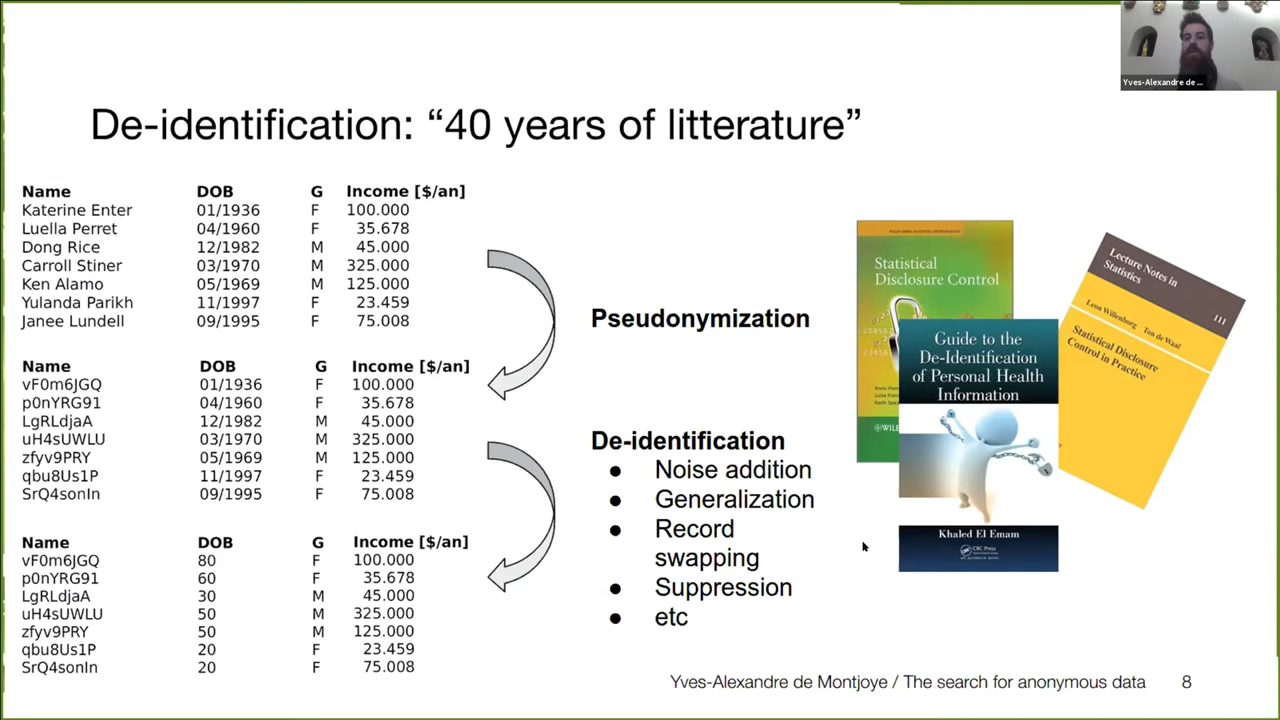 Yves-Alexandre de ...
De-identification: “40 years of litterature”
Name DOB G Income [$/an]
Katerine Enter 01/1936 F 100.000
Luella Perret 04/1960 F 35.678
Dong Rice 12/1982 M 45.000
Carroll Stiner 03/1970 M 325.000
Ken Alamo 05/1969 M 125.000
Yulanda Parikh 11/1997 F 23.459
Janee Lundell 09/1995 F 75.008
Name DOB G Income [$/an]
vF0m6JGQ 01/1936 F 100.000
p0nYRG91 04/1960 F 35.678
LgRLdjaA 12/1982 M 45.000
uH4sUWLU 03/1970 M 325.000
zfyv9PRY 05/1969 M 125.000
qbu8Us1P 11/1997 F 23.459
SrQ4sonIn 09/1995 F 75.008
Name DOB G Income [$/an]
vF0m6JGQ 80 F 100.000
p0nYRG91 60 F 35.678
LgRLdjaA 30 M 45.000
uH4sUWLU 50 M 325.000
zfyv9PRY 50 M 125.000
qbu8Us1P 20 F 23.459
SrQ4sonIn 20 F 75.008
Pseudonymization
De-identification
● Noise addition
● Generalization
● Record
swapping
● Suppression
● etc
Statistical
Disclosure Control
Guide to the
De-Identification
of Personal Health
Information
Khaled El Emam
CRC Press
Lecture Notes in
Statistics
111
Leon Willenborg Ton de Waal
Statistical Disclosure
Control in Practice
Yves-Alexandre de Montjoye / The search for anonymous data 8